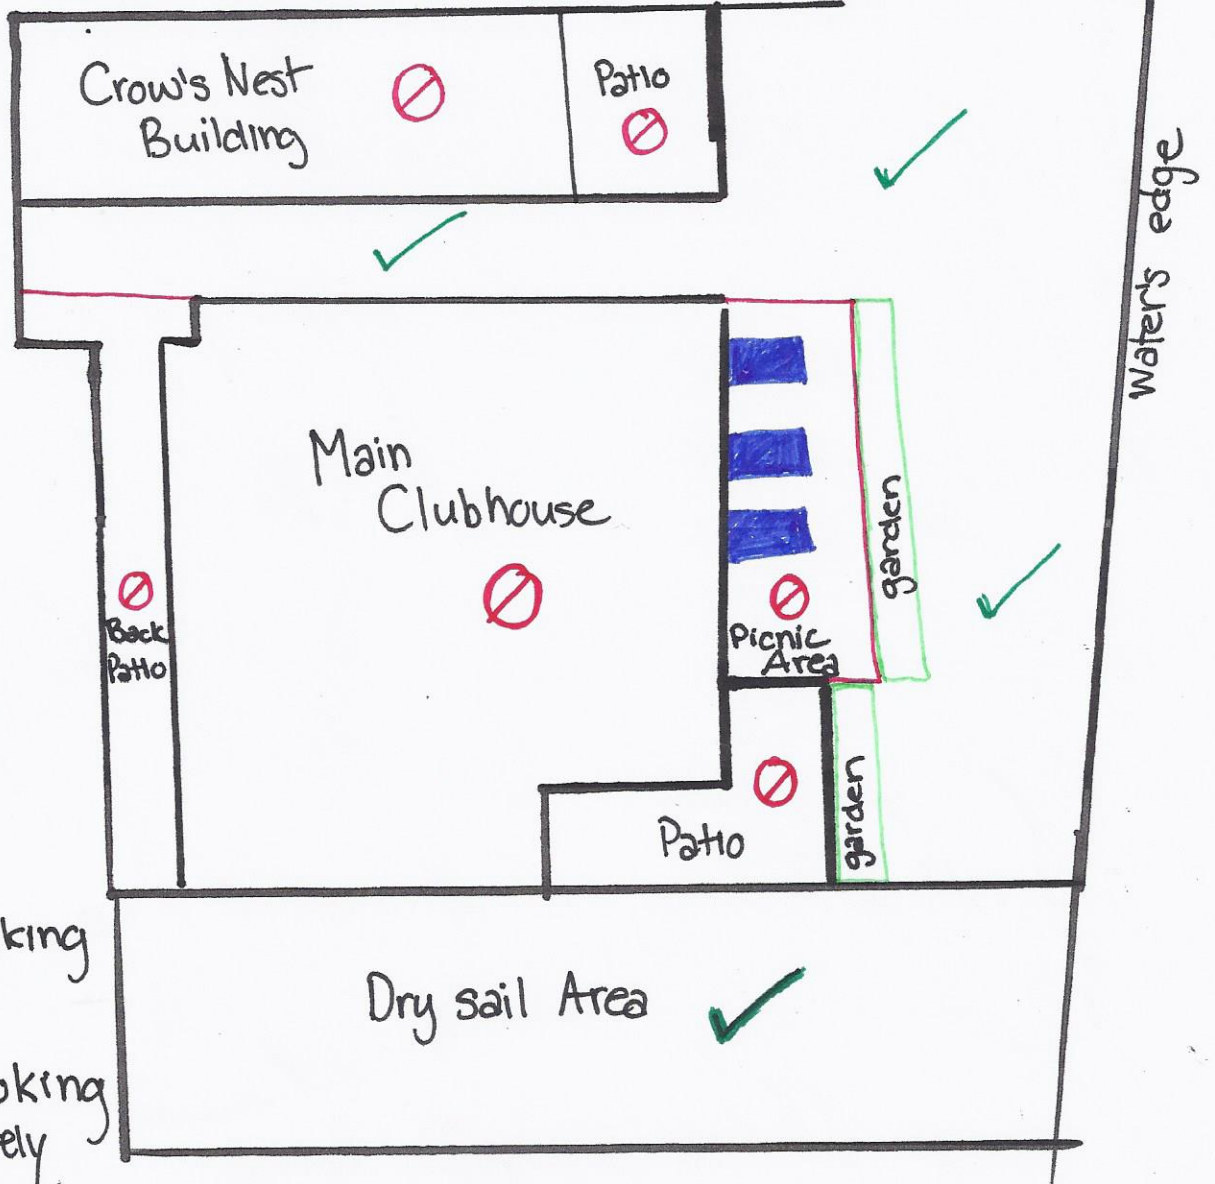 Crow's Nest
Building
Patio
Water's edge
Main
Clubhouse
garden
Back
Patio
Picnic
Area
garden
Patio
king
Dry sail Area
oking
ely